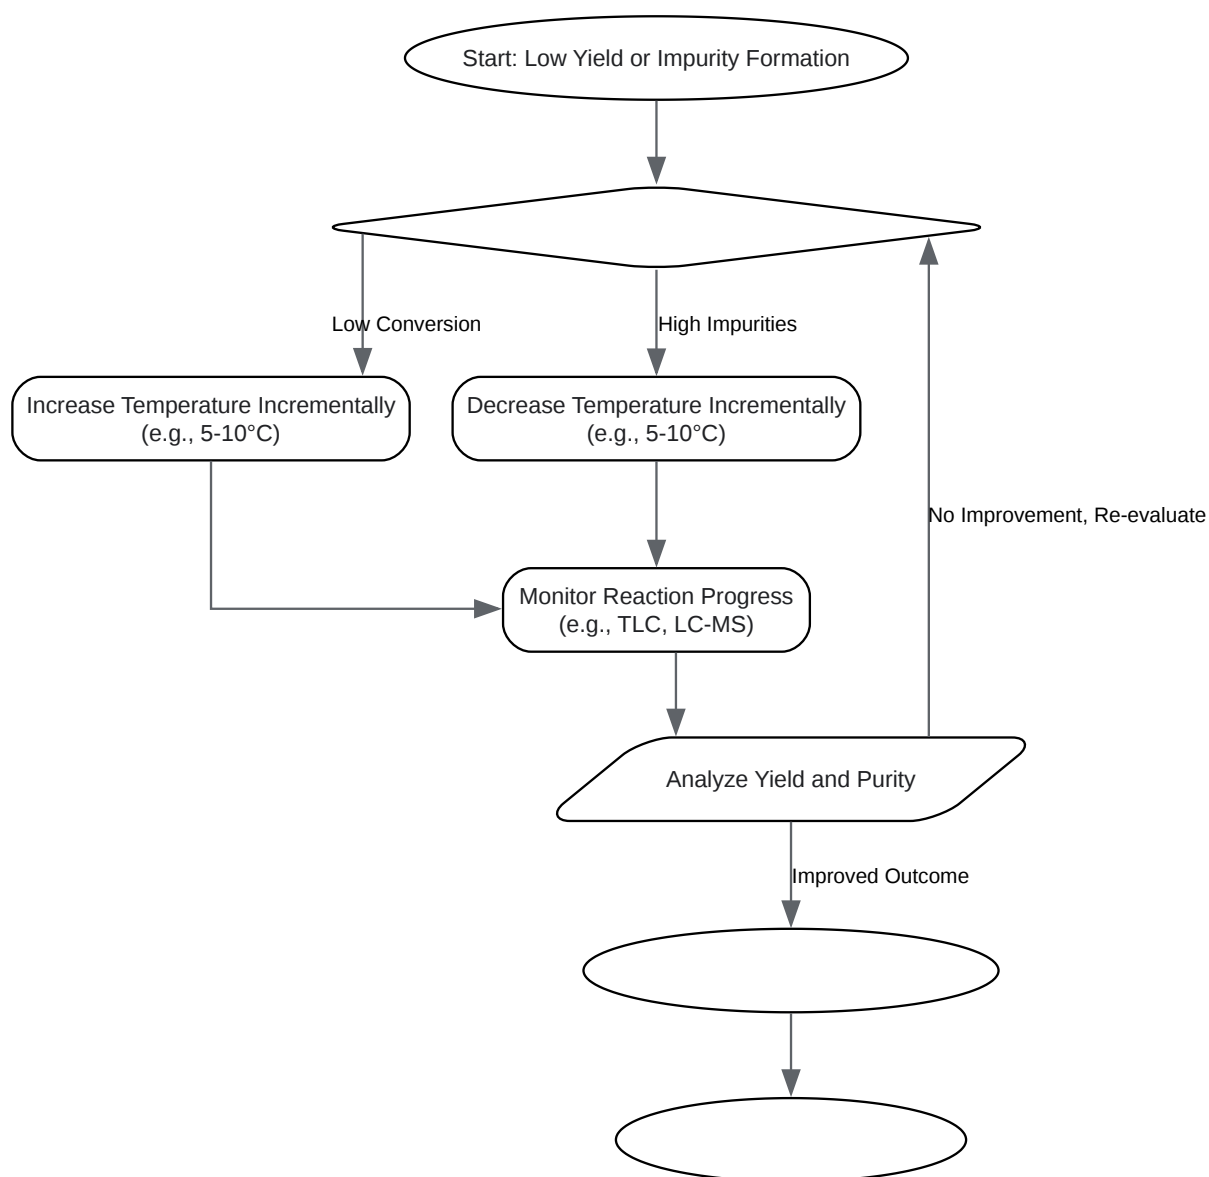 Start: Low Yield or Impurity Formation
Low Conversion
High Impurities
Increase Temperature Incrementally
(e.g., 5-10°C)
Decrease Temperature Incrementally
(e.g., 5-10°C)
No Improvement, Re-evaluate
Monitor Reaction Progress
(e.g., TLC, LC-MS)
Analyze Yield and Purity
Improved Outcome